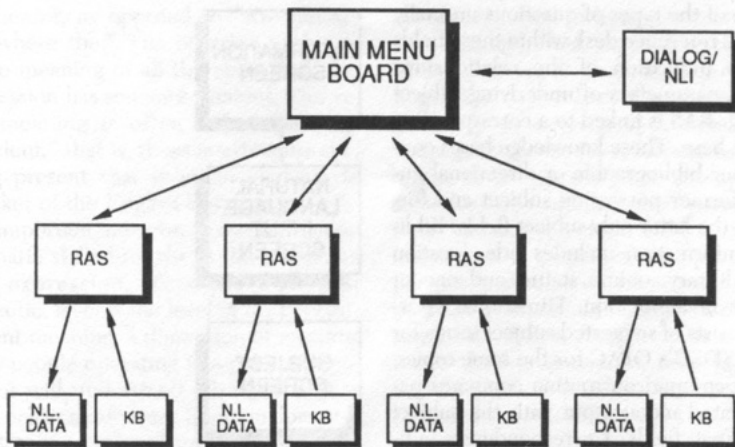 MAIN MENU
BOARD
DIALOG/
NLI
RAS
RAS
RAS
RAS
N.L.
DATA
KB
N.L.
DATA
KB
N.L.
DATA
KB
N.L.
DATA
KB